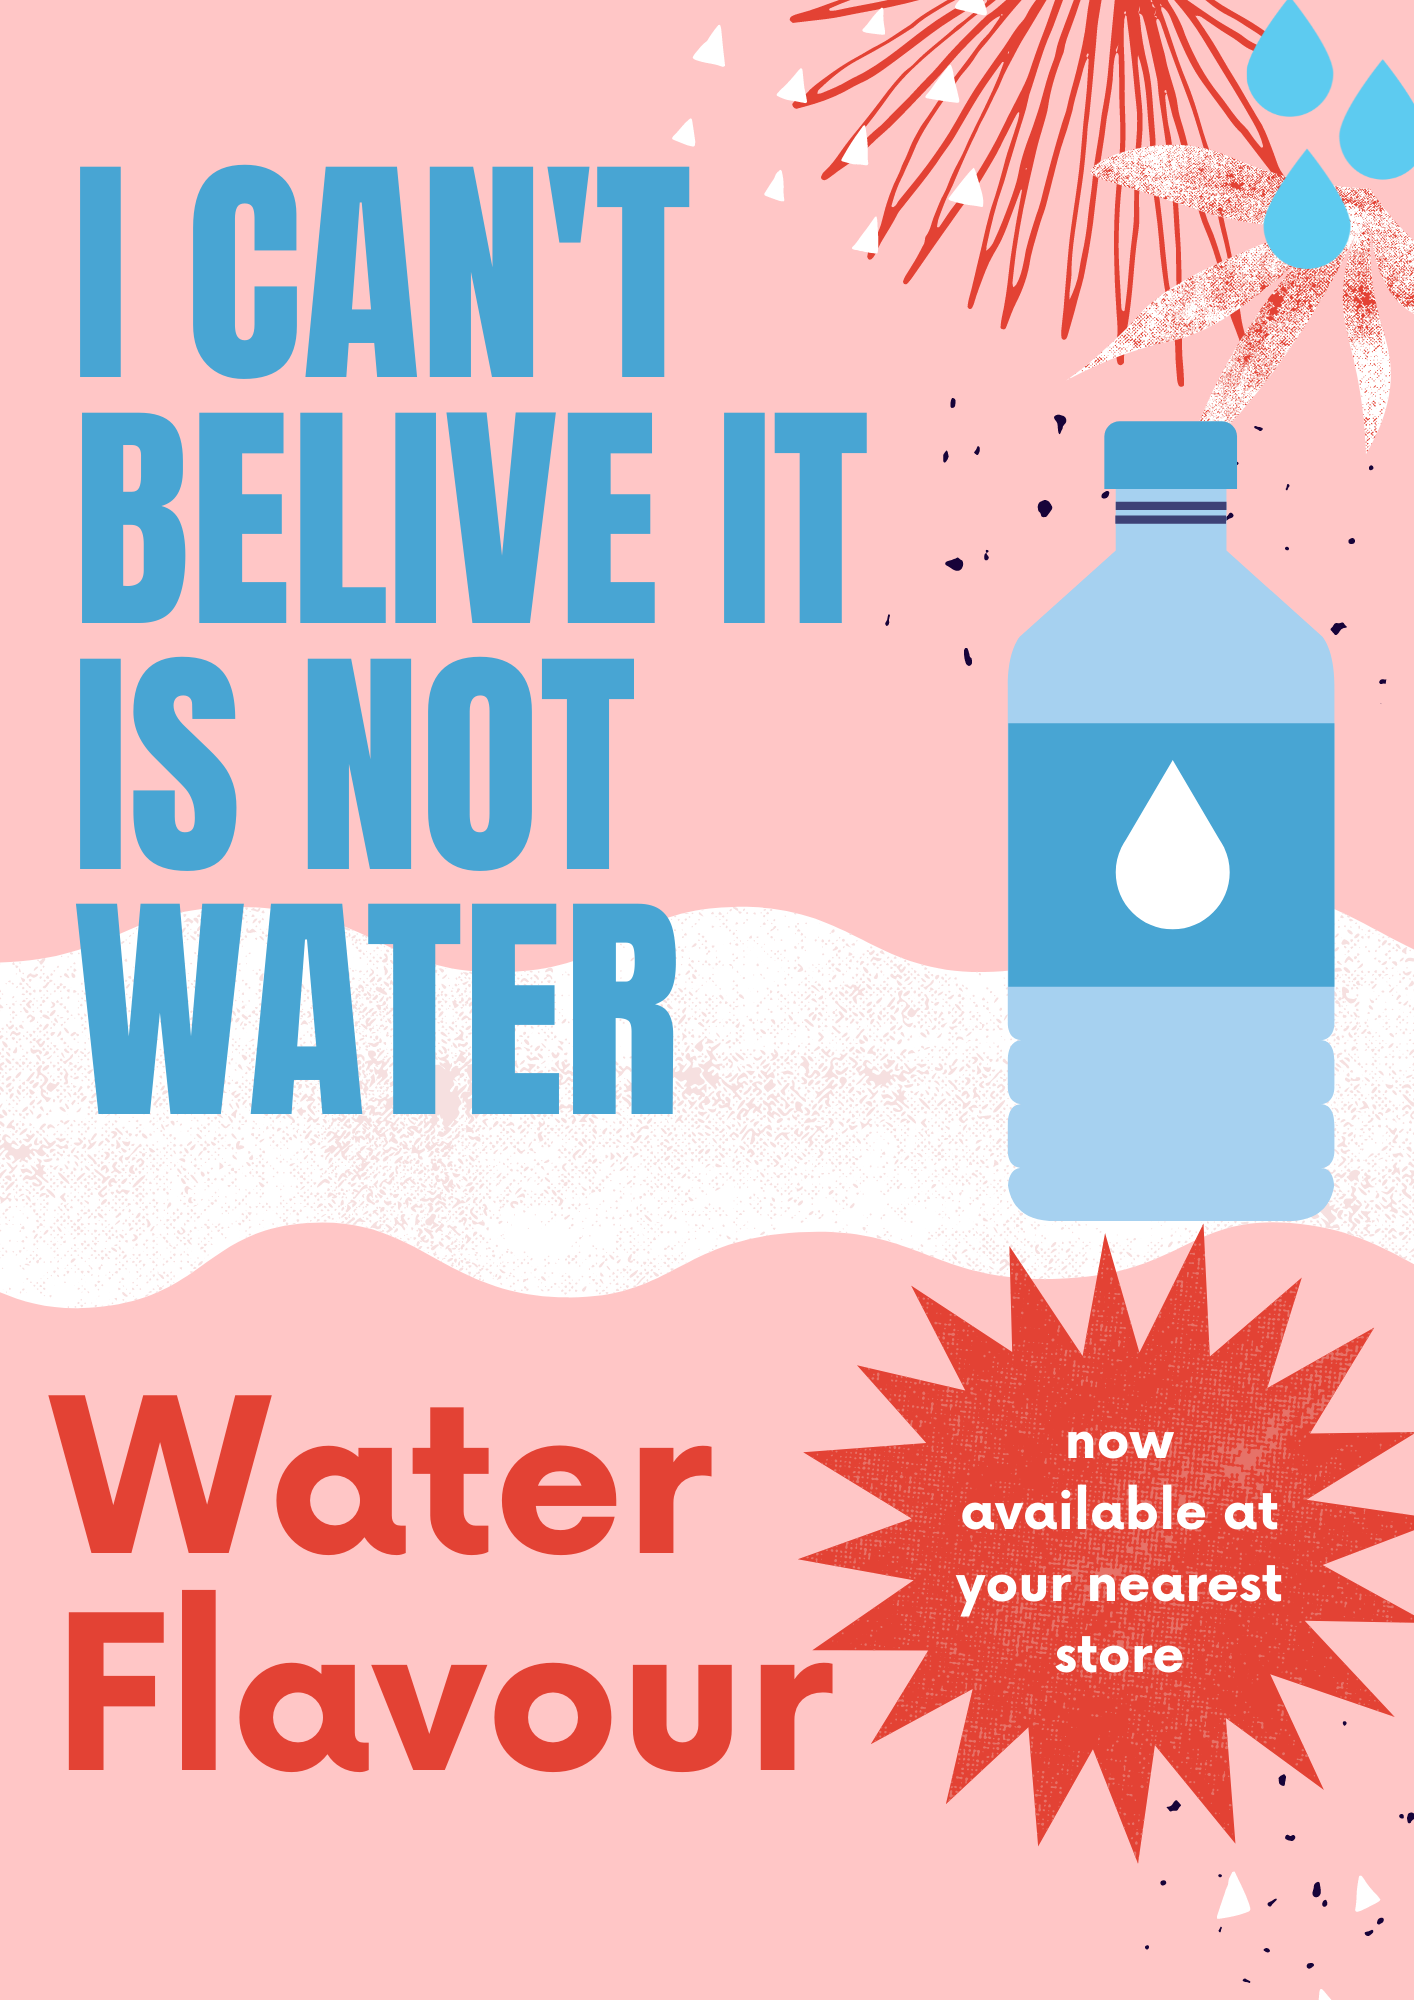 I CAN'T
BELIVE IT
IS NOT
WATER
Water
Flavour
now
available at
your nearest
store